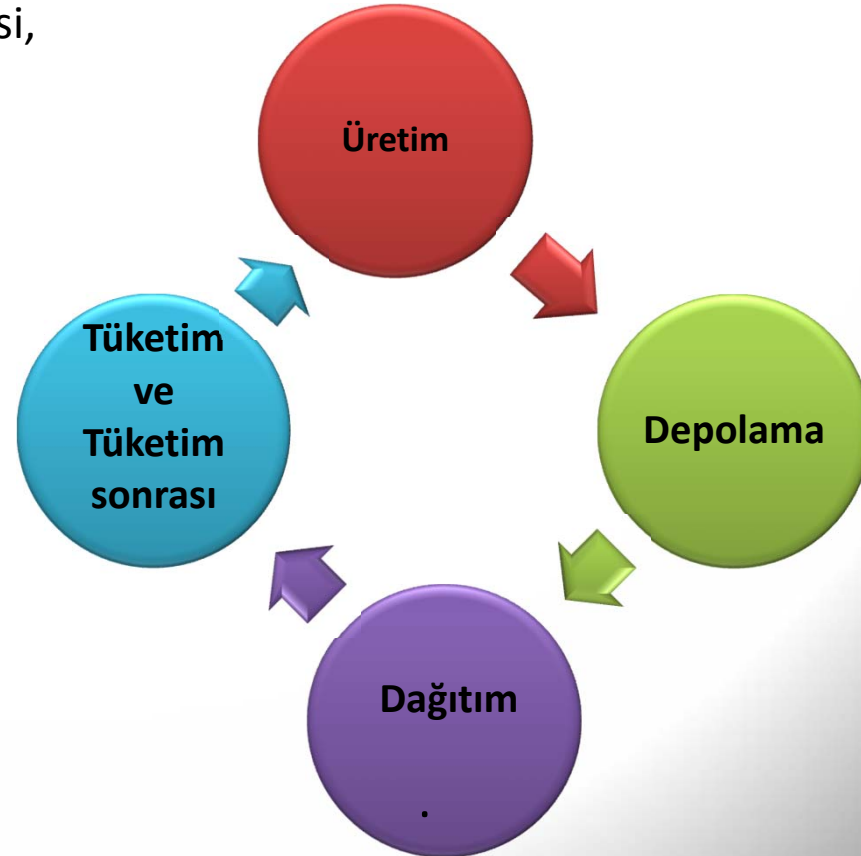 si,
Üretim
Tüketim
ve
Tüketim
sonrası
Depolama
Dağıtım
.